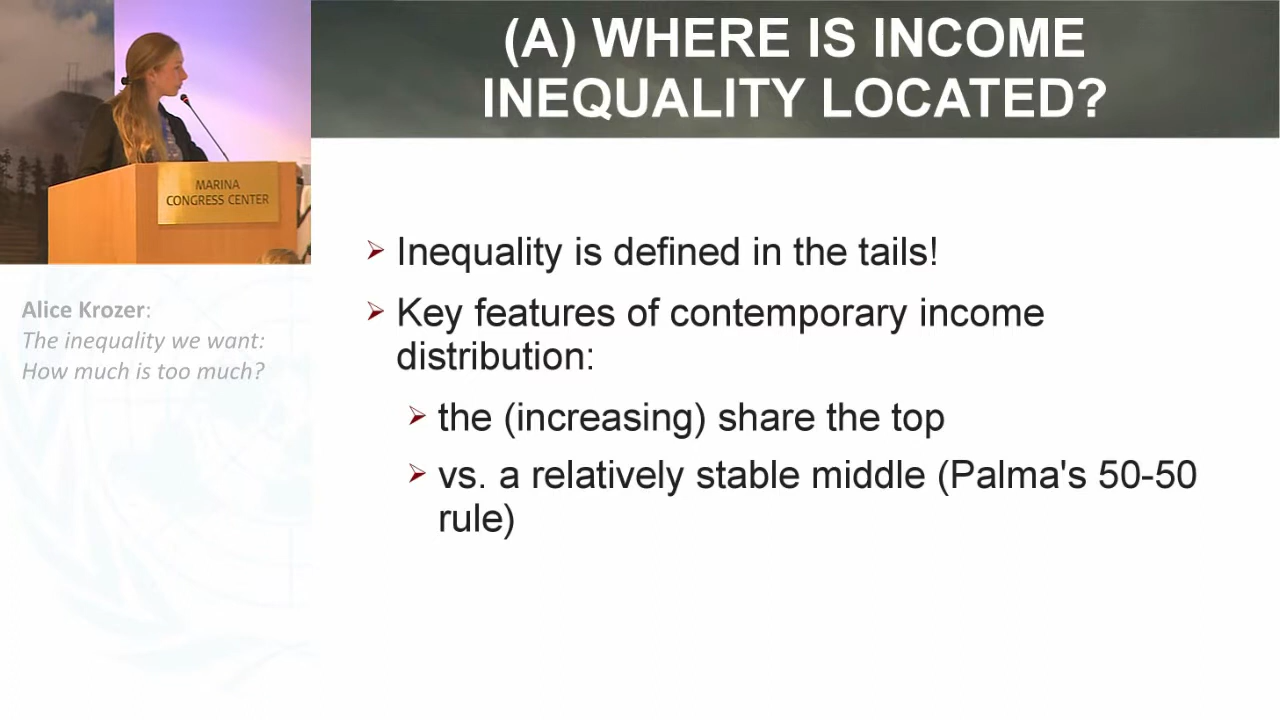 (A) WHERE IS INCOME
INEQUALITY LOCATED?
MARINA
CONGRESS CENTER
Alice Krozer:
The inequality we want:
How much is too much?
➢ Inequality is defined in the tails!
➢ Key features of contemporary income
distribution:
➢ the (increasing) share the top
➢ vs. a relatively stable middle (Palma's 50-50
rule)